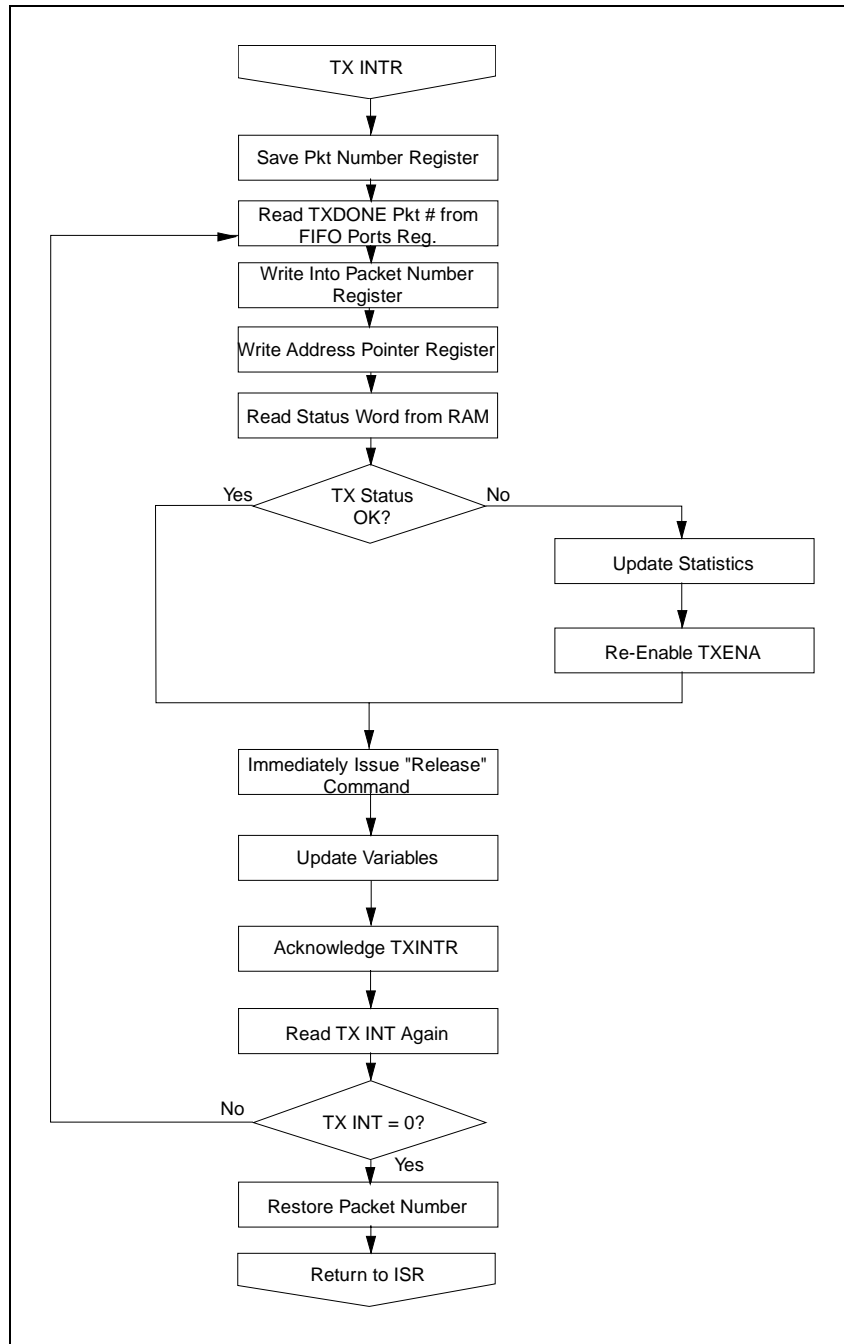 TX INTR
Save Pkt Number Register
Read TXDONE Pkt # from
FIFO Ports Reg.
Write Into Packet Number
Register
Write Address Pointer Register
Read Status Word from RAM
Yes
TX Status
OK?
No
Update Statistics
Re-Enable TXENA
Immediately Issue "Release"
Command
Update Variables
Acknowledge TXINTR
Read TX INT Again
No
TX INT = 0?
Yes
Restore Packet Number
Return to ISR